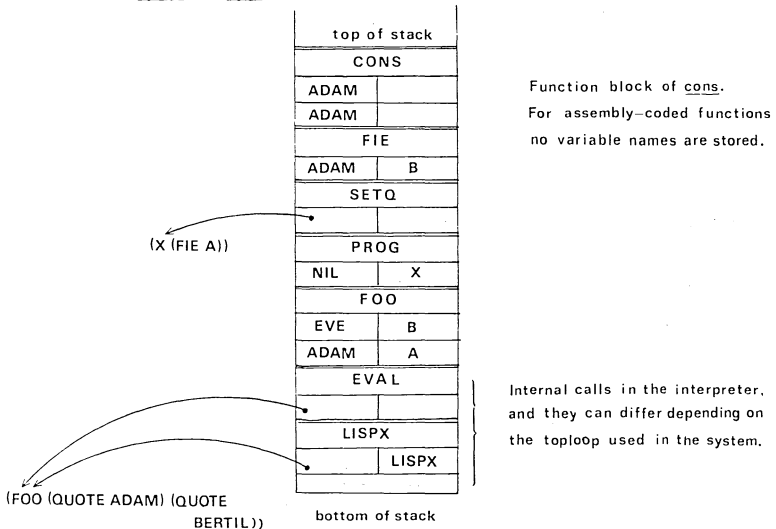 top of stack
CONS
ADAM
ADAM
FIE
ADAM B
SETQ
(X (FIE A))
PROG
NIL X
FOO
EVE B
ADAM A
EVAL
LISPX
LISPX
(FOO (QUOTE ADAM) (QUOTE
BERTIL))
bottom of stack
Function block of cons.
For assembly-coded functions
no variable names are stored.
Internal calls in the interpreter,
and they can differ depending on
the toploop used in the system.